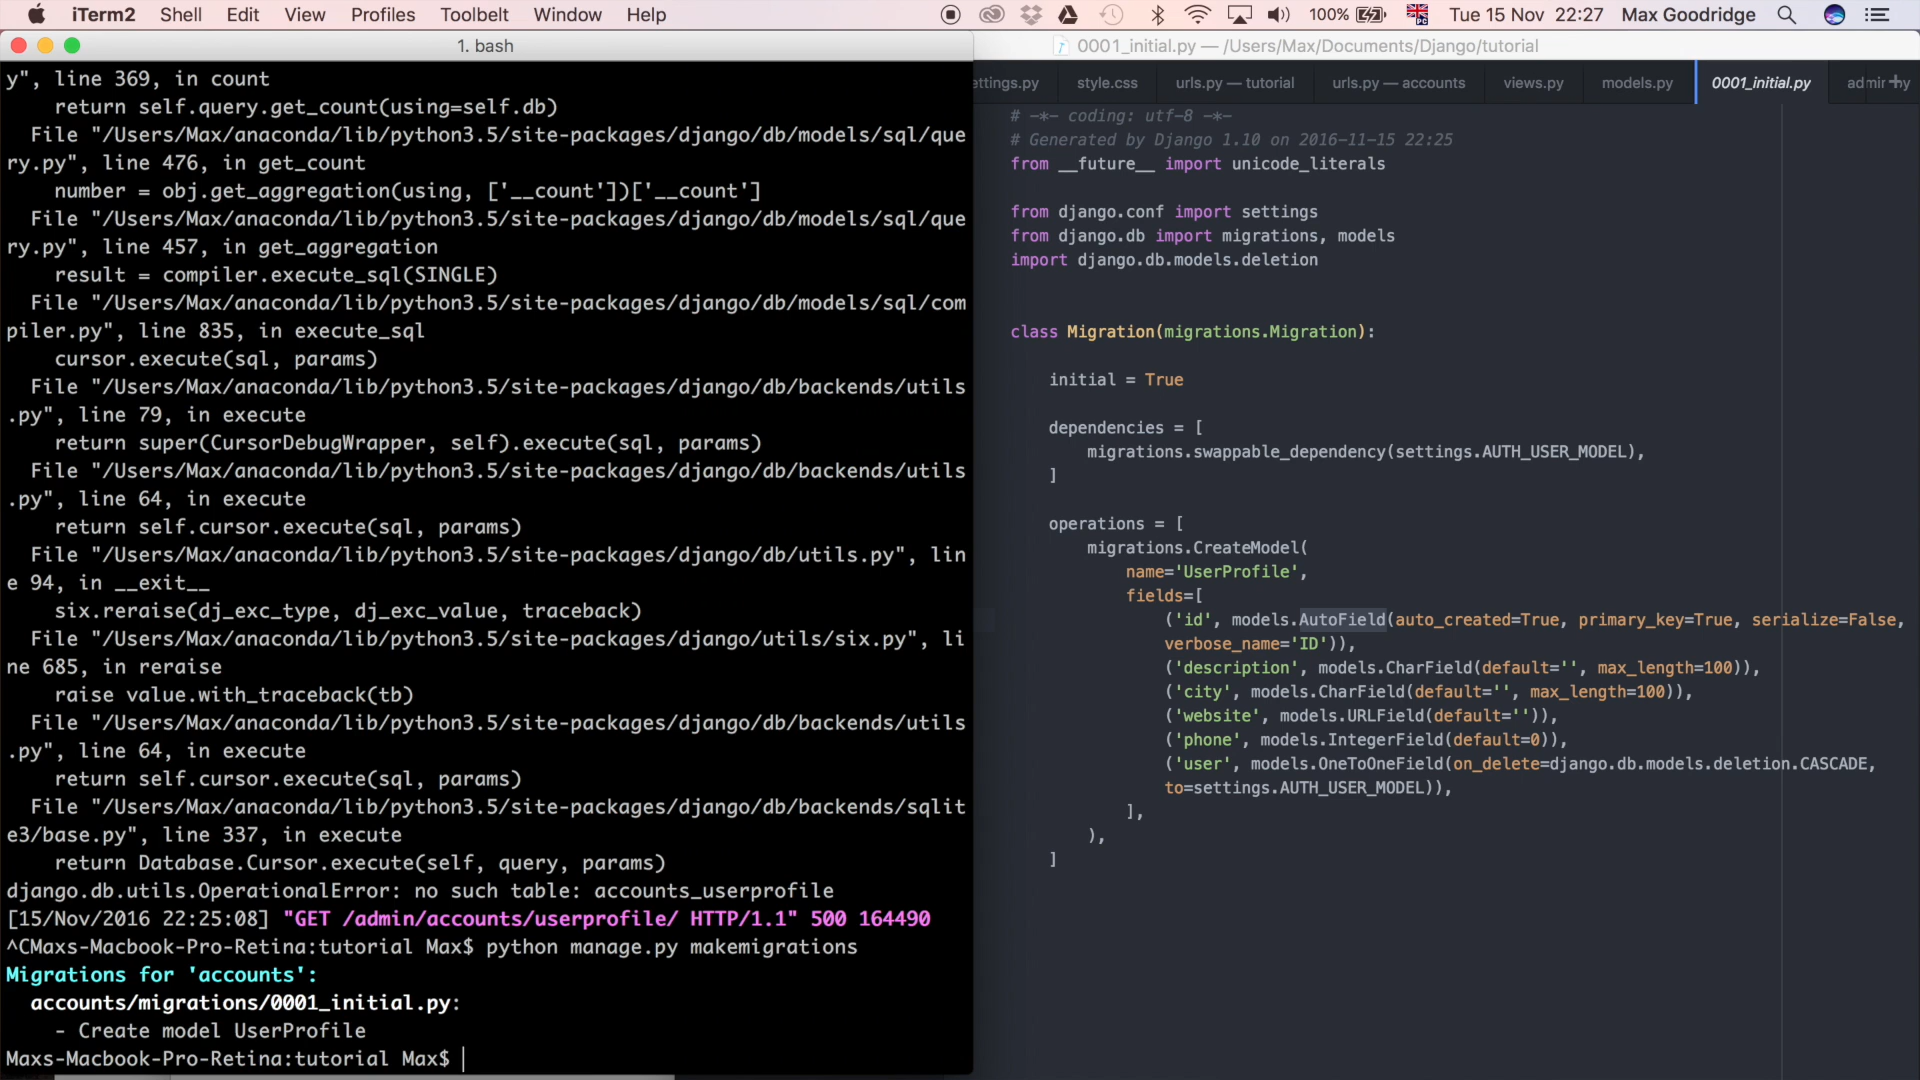 iTerm2 Shell Edit View Profiles Toolbelt Window Help 100% Tue 15 Nov 22:27 Max Goodridge
1. bash
y", line 369, in count
return self.query.get_count(using=self.db)
File "/Users/Max/anaconda/lib/python3.5/site-packages/django/db/models/sql/que
ry.py", line 476, in get_count
number = obj.get_aggregation(using, ['__count'])['__count']
File "/Users/Max/anaconda/lib/python3.5/site-packages/django/db/models/sql/que
ry.py", line 457, in get_aggregation
result = compiler.execute_sql(SINGLE)
File "/Users/Max/anaconda/lib/python3.5/site-packages/django/db/models/sql/com
piler.py", line 835, in execute_sql
cursor.execute(sql, params)
File "/Users/Max/anaconda/lib/python3.5/site-packages/django/db/backends/utils
.py", line 79, in execute
return super(CursorDebugWrapper, self).execute(sql, params)
File "/Users/Max/anaconda/lib/python3.5/site-packages/django/db/backends/utils
.py", line 64, in execute
return self.cursor.execute(sql, params)
File "/Users/Max/anaconda/lib/python3.5/site-packages/django/db/utils.py", lin
e 94, in __exit__
six.reraise(dj_exc_type, dj_exc_value, traceback)
File "/Users/Max/anaconda/lib/python3.5/site-packages/django/utils/six.py", li
ne 685, in reraise
raise value.with_traceback(tb)
File "/Users/Max/anaconda/lib/python3.5/site-packages/django/db/backends/utils
.py", line 64, in execute
return self.cursor.execute(sql, params)
File "/Users/Max/anaconda/lib/python3.5/site-packages/django/db/backends/sqlit
e3/base.py", line 337, in execute
return Database.Cursor.execute(self, query, params)
django.db.utils.OperationalError: no such table: accounts_userprofile
[15/Nov/2016 22:25:08] "GET /admin/accounts/userprofile/ HTTP/1.1" 500 164490
^CMaxs-Macbook-Pro-Retina:tutorial Max$ python manage.py makemigrations
Migrations for 'accounts':
accounts/migrations/0001_initial.py:
- Create model UserProfile
Maxs-Macbook-Pro-Retina:tutorial Max$
0001_initial.py — /Users/Max/Documents/Django/tutorial
ettings.py style.css urls.py — tutorial urls.py — accounts views.py models.py 0001_initial.py
# -*- coding: utf-8 -*-
# Generated by Django 1.10 on 2016-11-15 22:25
from __future__ import unicode_literals
from django.conf import settings
from django.db import migrations, models
import django.db.models.deletion
class Migration(migrations.Migration):
initial = True
dependencies = [
migrations.swappable_dependency(settings.AUTH_USER_MODEL),
]
operations = [
migrations.CreateModel(
name='UserProfile',
fields=[
('id', models.AutoField(auto_created=True, primary_key=True, serialize=False,
verbose_name='ID')),
('description', models.CharField(default='', max_length=100)),
('city', models.CharField(default='', max_length=100)),
('website', models.URLField(default='')),
('phone', models.IntegerField(default=0)),
('user', models.OneToOneField(on_delete=django.db.models.deletion.CASCADE,
to=settings.AUTH_USER_MODEL)),
],
),
]